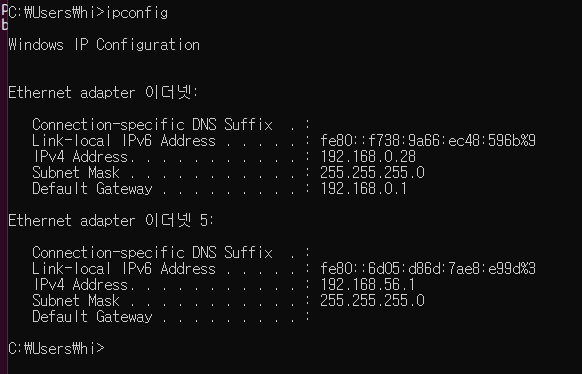 C:₩Users₩hi>ipconfig
Windows IP Configuration
Ethernet adapter 이더넷:
Connection-specific DNS Suffix  . :
Link-local IPv6 Address . . . . . : fe80::f738:9a66:ec48:596b%9
IPv4 Address. . . . . . . . . . . : 192.168.0.28
Subnet Mask . . . . . . . . . . . : 255.255.255.0
Default Gateway . . . . . . . . . : 192.168.0.1
Ethernet adapter 이더넷 5:
Connection-specific DNS Suffix  . :
Link-local IPv6 Address . . . . . : fe80::6d05:d86d:7ae8:e99d%3
IPv4 Address. . . . . . . . . . . : 192.168.56.1
Subnet Mask . . . . . . . . . . . : 255.255.255.0
Default Gateway . . . . . . . . . :
C:₩Users₩hi>